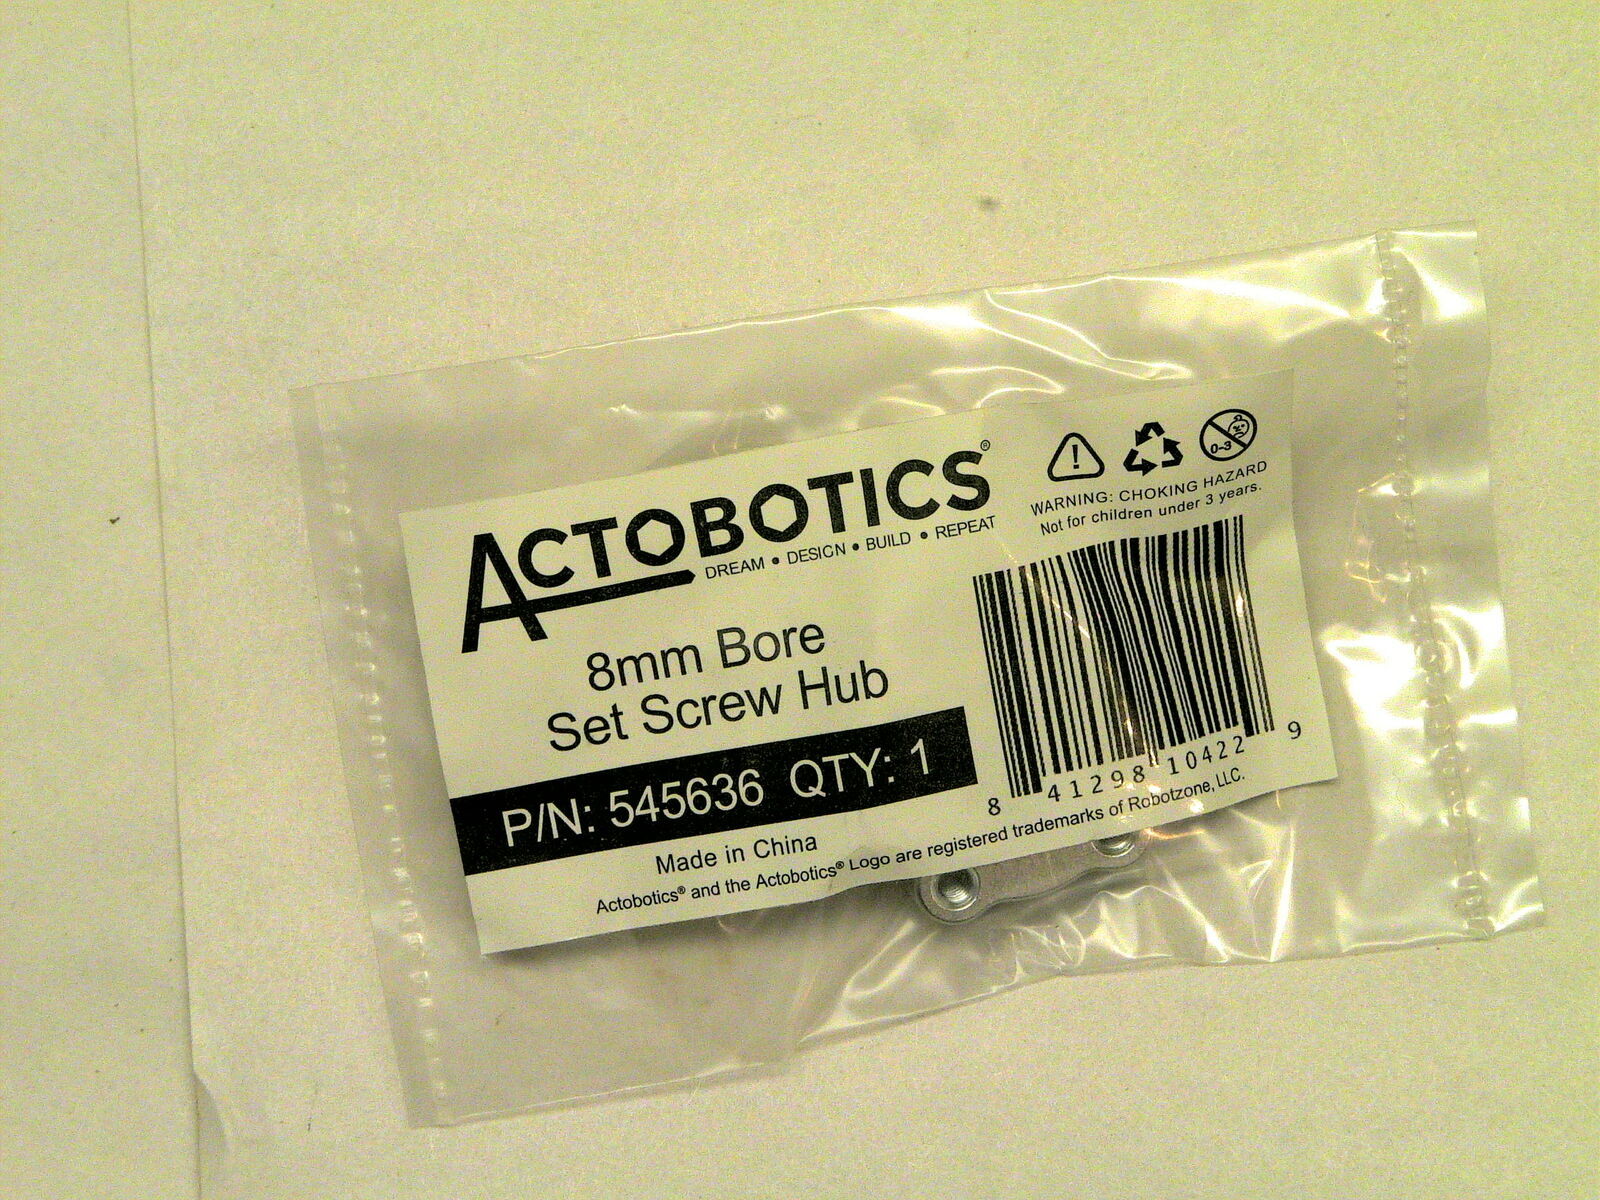 ACTOBOTICS®
DREAM • DESIGN • BUILD • REPEAT
8mm Bore
Set Screw Hub
P/N: 545636 QTY: 1
Made in China
Actobotics® and the Actobotics® Logo are registered trademarks of Robotzone, LLC.
!
0-3
WARNING: CHOKING HAZARD
Not for children under 3 years.
8 41298 10422 9